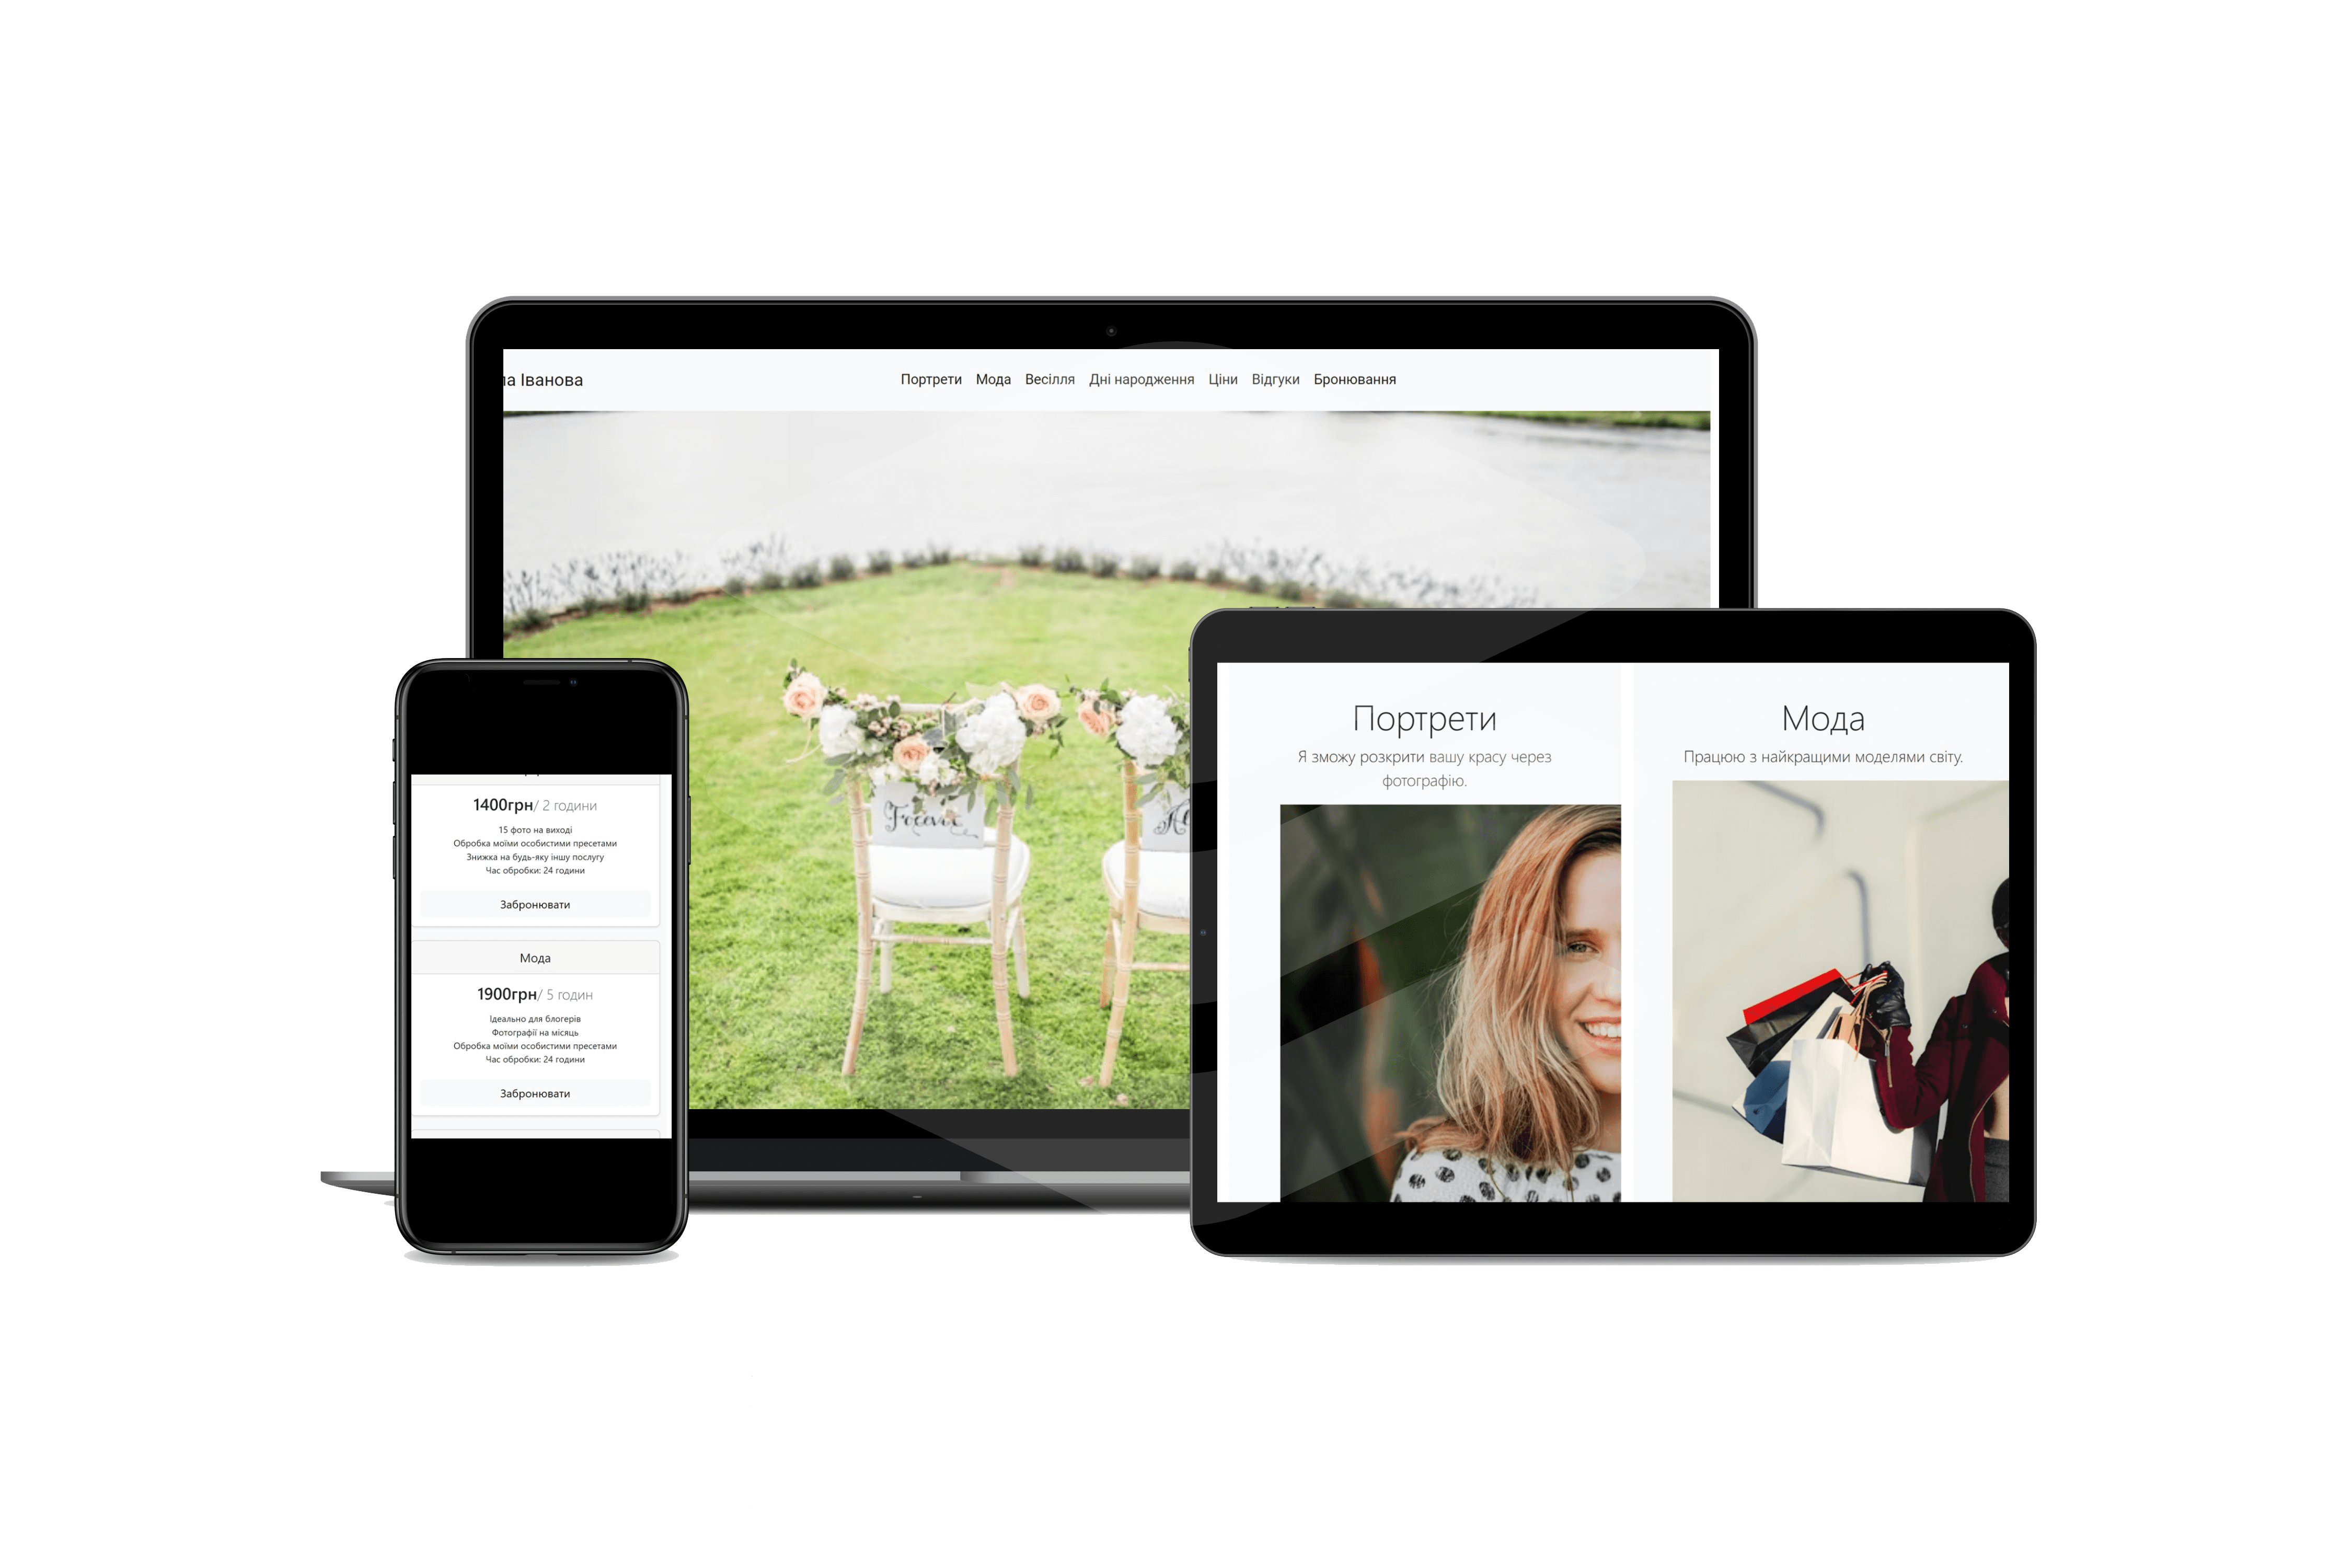 Іванова
Портрети Мода Весілля Дні народження Ціни Відгуки Бронювання
Forever
1400грн/ 2 години
15 фото на виході
Обробка моїми особистими пресетами
Знижка на будь-яку іншу послугу
Час обробки: 24 години
Забронювати
Мода
1900грн/ 5 годин
Ідеально для блогерів
Фотографії на місяць
Обробка моїми особистими пресетами
Час обробки: 24 години
Забронювати
Портрети
Я зможу розкрити вашу красу через
фотографію.
Мода
Працюю з найкращими моделями світу.